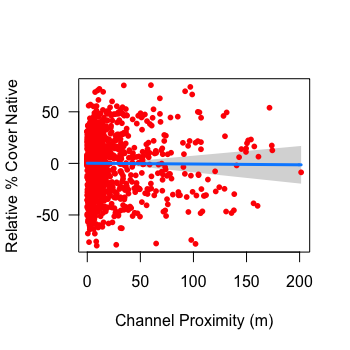 Relative % Cover Native
50
0
-50
0 50 100 150 200
Channel Proximity (m)